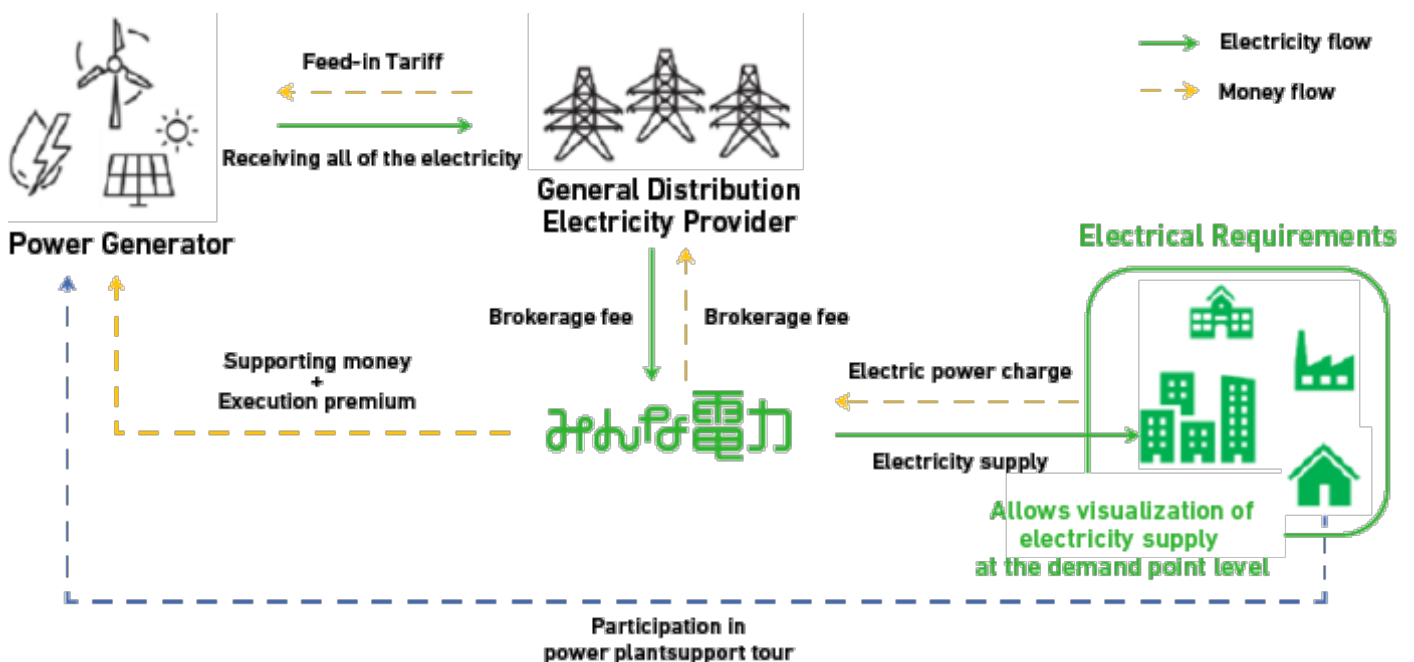 Feed-in Tariff
Receiving all of the electricity
Electricity flow
Money flow
Power Generator
General Distribution
Electricity Provider
Electrical Requirements
Brokerage fee
Brokerage fee
Supporting money
+
Execution premium
みんな電力
Electric power charge
Electricity supply
Allows visualization of
electricity supply
at the demand point level
Participation in
power plantsupport tour